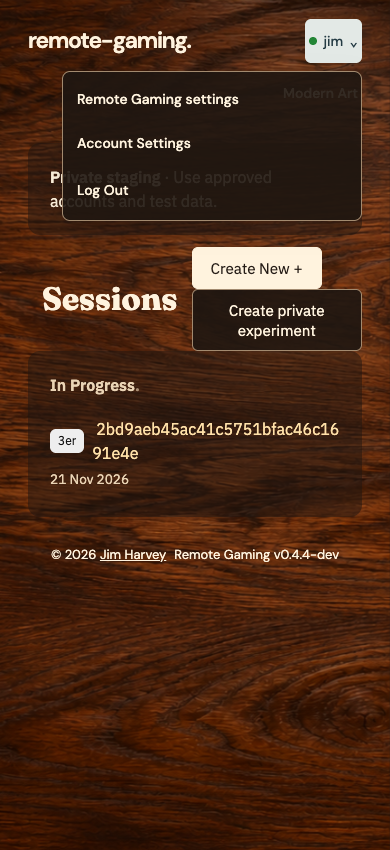 remote-gaming.
jim
Modern Art
Remote Gaming settings
Account Settings
Log Out
Private staging · Use approved
accounts and test data.
Sessions
Create New +
Create private
experiment
In Progress.
3er
2bd9aeb45ac41c5751bfac46c16
91e4e
21 Nov 2026
© 2026 Jim Harvey Remote Gaming v0.4.4-dev